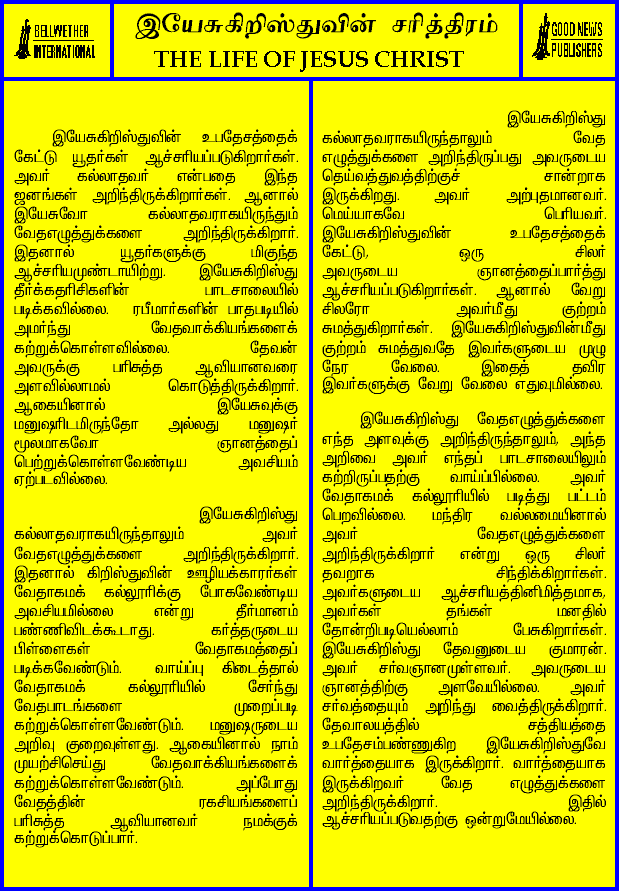 BELLWETHER
INTERNATIONAL
இயேசுகிறிஸ்துவின் சரித்திரம்
THE LIFE OF JESUS CHRIST
GOOD NEWS
PUBLISHERS
இயேசுகிறிஸ்துவின் உபதேசத்தைக்
கேட்டு யூதர்கள் ஆச்சரியப்படுகிறார்கள்.
அவர் கல்லாதவர் என்பதை இந்த
ஜனங்கள் அறிந்திருக்கிறார்கள். ஆனால்
இயேசுவோ கல்லாதவராகயிருந்தும்
வேதஎழுத்துக்களை அறிந்திருக்கிறார்.
இதனால் யூதர்களுக்கு மிகுந்த
ஆச்சரியமுண்டாயிற்று. இயேசுகிறிஸ்து
தீர்க்கதரிசிகளின் பாடசாலையில்
படிக்கவில்லை. ரபீமார்களின் பாதபடியில்
அமர்ந்து வேதவாக்கியங்களைக்
கற்றுக்கொள்ளவில்லை. தேவன்
அவருக்கு பரிசுத்த ஆவியானவரை
அளவில்லாமல் கொடுத்திருக்கிறார்.
ஆகையினால் இயேசுவுக்கு
மனுஷரிடமிருந்தோ அல்லது மனுஷர்
மூலமாகவோ ஞானத்தைப்
பெற்றுக்கொள்ளவேண்டிய அவசியம்
ஏற்படவில்லை.
இயேசுகிறிஸ்து
கல்லாதவராகயிருந்தாலும் அவர்
வேதஎழுத்துக்களை அறிந்திருக்கிறார்.
இதனால் கிறிஸ்துவின் ஊழியக்காரர்கள்
வேதாகமக் கல்லூரிக்கு போகவேண்டிய
அவசியமில்லை என்று தீர்மானம்
பண்ணிவிடக்கூடாது. கர்த்தருடைய
பிள்ளைகள் வேதாகமத்தைப்
படிக்கவேண்டும். வாய்ப்பு கிடைத்தால்
வேதாகமக் கல்லூரியில் சேர்ந்து
வேதபாடங்களை முறைப்படி
கற்றுக்கொள்ளவேண்டும். மனுஷருடைய
அறிவு குறைவுள்ளது. ஆகையினால் நாம்
முயற்சிசெய்து வேதவாக்கியங்களைக்
கற்றுக்கொள்ளவேண்டும். அப்போது
வேதத்தின் ரகசியங்களைப்
பரிசுத்த ஆவியானவர் நமக்குக்
கற்றுக்கொடுப்பார்.
இயேசுகிறிஸ்து
கல்லாதவராகயிருந்தாலும் வேத
எழுத்துக்களை அறிந்திருப்பது அவருடைய
தெய்வத்துவத்திற்குச் சான்றாக
இருக்கிறது. அவர் அற்புதமானவர்.
மெய்யாகவே பெரியவர்.
இயேசுகிறிஸ்துவின் உபதேசத்தைக்
கேட்டு, ஒரு சிலர்
அவருடைய ஞானத்தைப்பார்த்து
ஆச்சரியப்படுகிறார்கள். ஆனால் வேறு
சிலரோ அவர்மீது குற்றம்
சுமத்துகிறார்கள். இயேசுகிறிஸ்துவின்மீது
குற்றம் சுமத்துவதே இவர்களுடைய முழு
நேர வேலை. இதைத் தவிர
இவர்களுக்கு வேறு வேலை எதுவுமில்லை.
இயேசுகிறிஸ்து வேதஎழுத்துக்களை
எந்த அளவுக்கு அறிந்திருந்தாலும், அந்த
அறிவை அவர் எந்தப் பாடசாலையிலும்
கற்றிருப்பதற்கு வாய்ப்பில்லை. அவர்
வேதாகமக் கல்லூரியில் படித்து பட்டம்
பெறவில்லை. மந்திர வல்லமையினால்
அவர் வேதஎழுத்துக்களை
அறிந்திருக்கிறார் என்று ஒரு சிலர்
தவறாக சிந்திக்கிறார்கள்.
அவர்களுடைய ஆச்சரியத்தினிமித்தமாக,
அவர்கள் தங்கள் மனதில்
தோன்றிபடியெல்லாம் பேசுகிறார்கள்.
இயேசுகிறிஸ்து தேவனுடைய குமாரன்.
அவர் சர்வஞானமுள்ளவர். அவருடைய
ஞானத்திற்கு அளவேயில்லை. அவர்
சர்வத்தையும் அறிந்து வைத்திருக்கிறார்.
தேவாலயத்தில் சத்தியத்தை
உபதேசம்பண்ணுகிற இயேசுகிறிஸ்துவே
வார்த்தையாக இருக்கிறார். வார்த்தையாக
இருக்கிறவர் வேத எழுத்துக்களை
அறிந்திருக்கிறார். இதில்
ஆச்சரியப்படுவதற்கு ஒன்றுமேயில்லை.